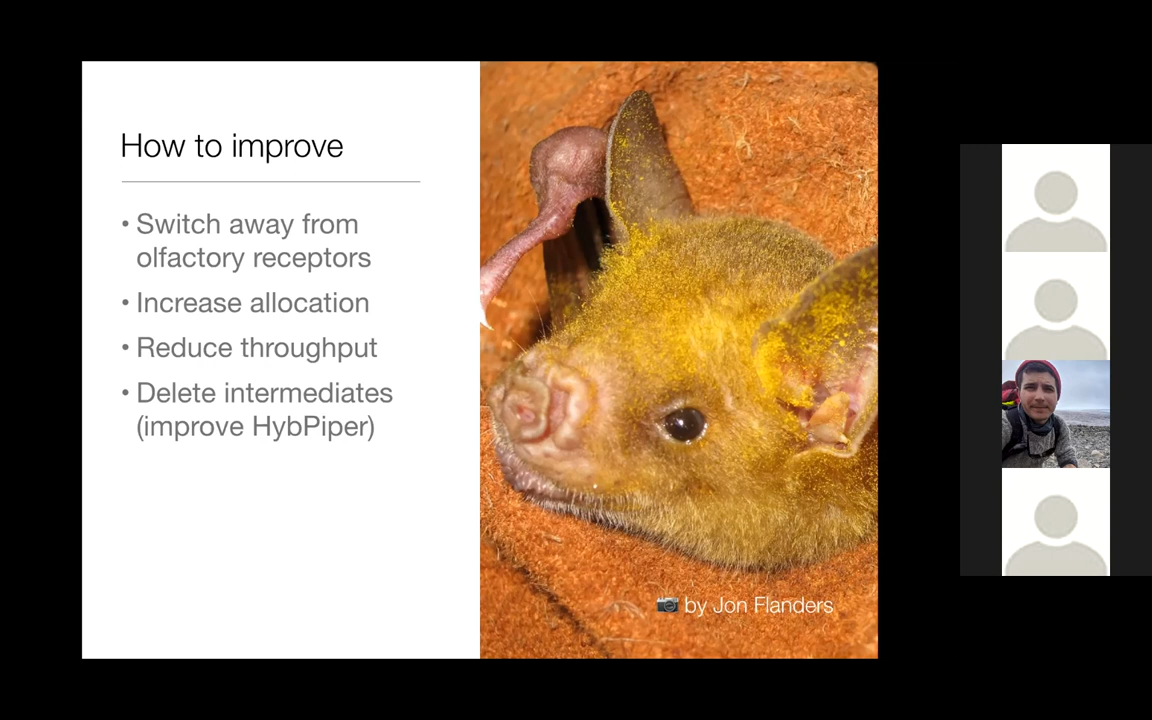 How to improve
• Switch away from
olfactory receptors
• Increase allocation
• Reduce throughput
• Delete intermediates
(improve HybPiper)
📷 by Jon Flanders